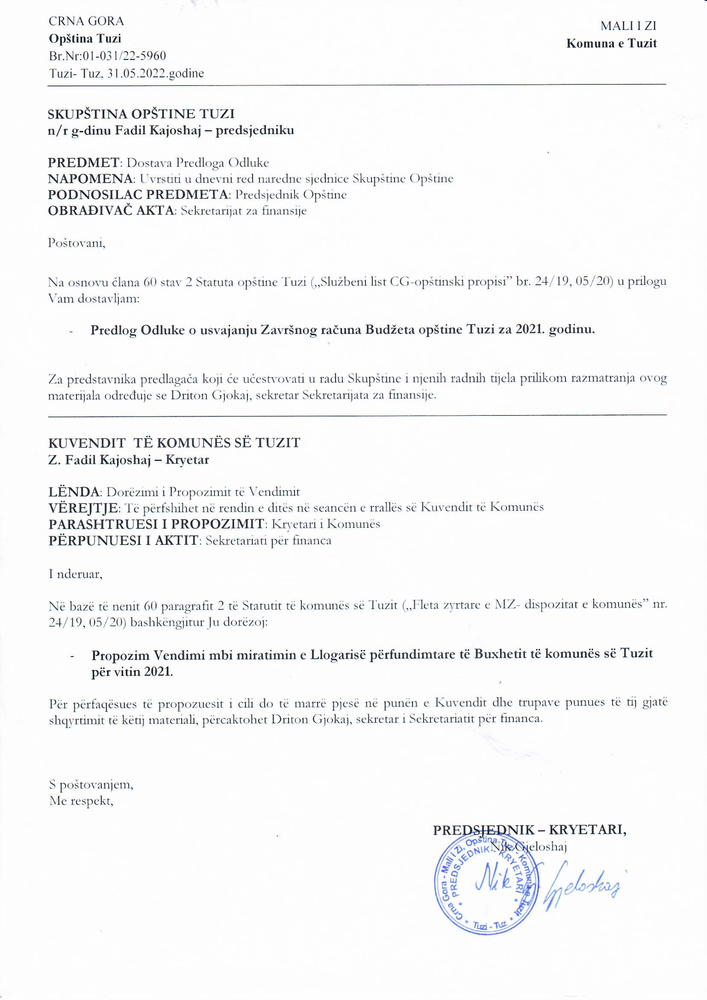 CRNA GORA
Opština Tuzi
Br.Nr:01-031/22-5960
Tuzi- Tuz, 31.05.2022.godine
MALI I ZI
Komuna e Tuzit
SKUPŠTINA OPŠTINE TUZI
n/r g-dinu Fadil Kajoshaj – predsjedniku
PREDMET: Dostava Predloga Odluke
NAPOMENA: Uvrstiti u dnevni red naredne sjednice Skupštine Opštine
PODNOSILAC PREDMETA: Predsjednik Opštine
OBRAĐIVAČ AKTA: Sekretarijat za finansije
Poštovani,
Na osnovu člana 60 stav 2 Statuta opštine Tuzi („Službeni list CG-opštinski propisi” br. 24/19, 05/20) u prilogu
Vam dostavljam:
- Predlog Odluke o usvajanju Završnog računa Budžeta opštine Tuzi za 2021. godinu.
Za predstavnika predlagača koji će učestvovati u radu Skupštine i njenih radnih tijela prilikom razmatranja ovog
materijala određuje se Driton Gjokaj, sekretar Sekretarijata za finansije.
KUVENDIT TË KOMUNËS SË TUZIT
Z. Fadil Kajoshaj – Kryetar
LËNDA: Dorëzimi i Propozimit të Vendimit
VËREJTJE: Të përfshihet në rendin e ditës në seancën e rrallës së Kuvendit të Komunës
PARASHTRUESI I PROPOZIMIT: Kryetari i Komunës
PËRPUNUESI I AKTIT: Sekretariati për financa
I nderuar,
Në bazë të nenit 60 paragrafit 2 të Statutit të komunës së Tuzit („Fleta zyrtare e MZ- dispozitat e komunës” nr.
24/19, 05/20) bashkëngjitur Ju dorëzoj:
- Propozim Vendimi mbi miratimin e Llogarisë përfundimtare të Buxhetit të komunës së Tuzit
për vitin 2021.
Për përfaqësues të propozuesit i cili do të marrë pjesë në punën e Kuvendit dhe trupave punues të tij gjatë
shqyrtimit të këtij materiali, përcaktohet Driton Gjokaj, sekretar i Sekretariatit për financa.
S poštovanjem,
Me respekt,
PREDSJEDNIK – KRYETARI,
Nik Gjeloshaj
Crna Gora - Mali i Zi, Opština Tuzi - Komuna e Tuzit
* PREDSJEDNIK - KRYETARI *
* Tuzi - Tuz *
Nik Gjeloshaj